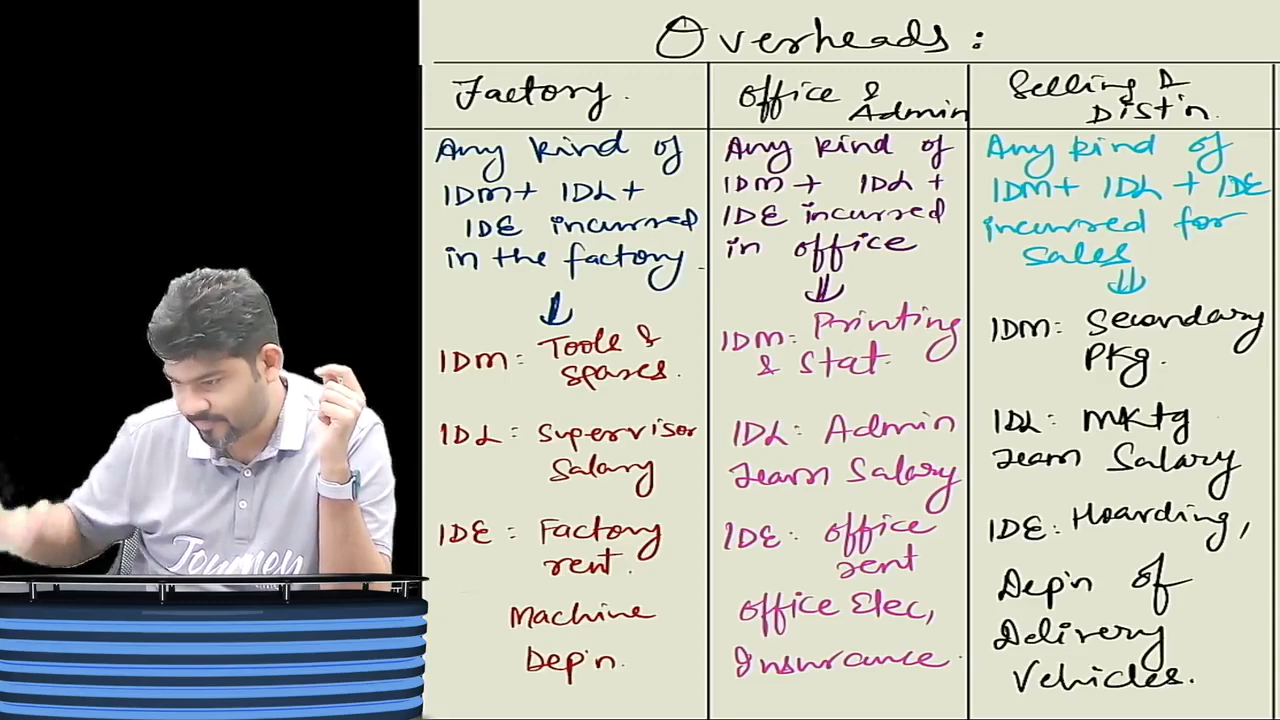 Overheads :
Factory.
Any kind of
IDM+ IDL+
IDE incurred
in the factory.
↓
IDM: Tools &
spares.
IDL: Supervisor
Salary
IDE: Factory
rent.
Machine
Dep'n.
Office &
Admin
Any kind of
IDM+ IDL+
IDE incurred
in office
⇓
IDM: Printing
& Stat.
IDL: Admin
team Salary
IDE: office
rent
office Elec,
Insurance.
Selling &
Dist'n.
Any kind of
IDM+ IDL + IDE
incurred for
Sales
⇓
IDM: Secondary
Pkg.
IDL: Mktg
team Salary
IDE: Hoarding,
Dep'n of
Delivery
Vehicles.